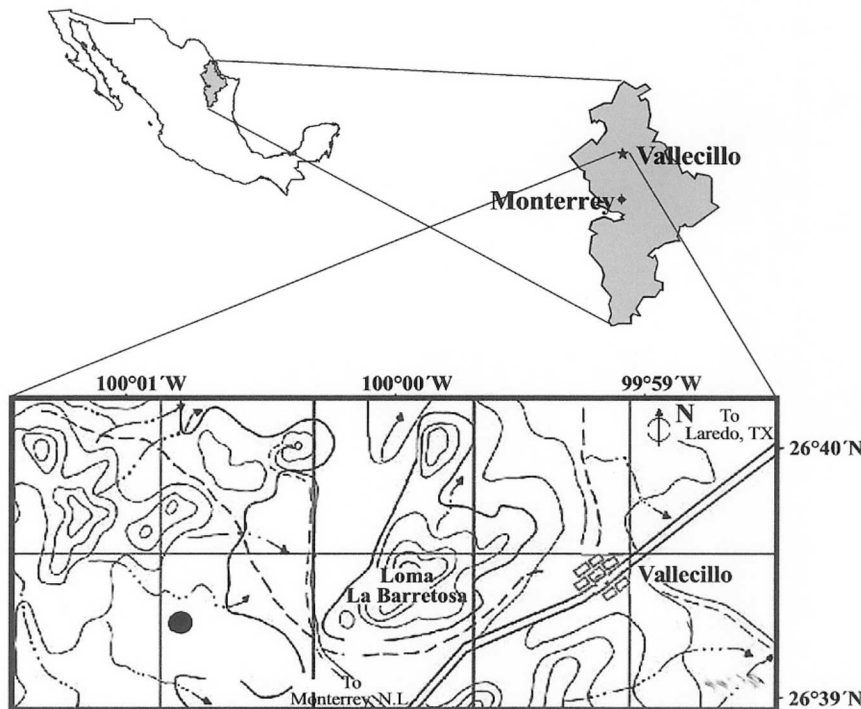 Vallecillo
Monterrey
100°01´W
100°00´W
99°59´W
N
To
Laredo, TX
26°40´N
Loma
La Barretosa
Vallecillo
To
Monterrey, N.L.
26°39´N